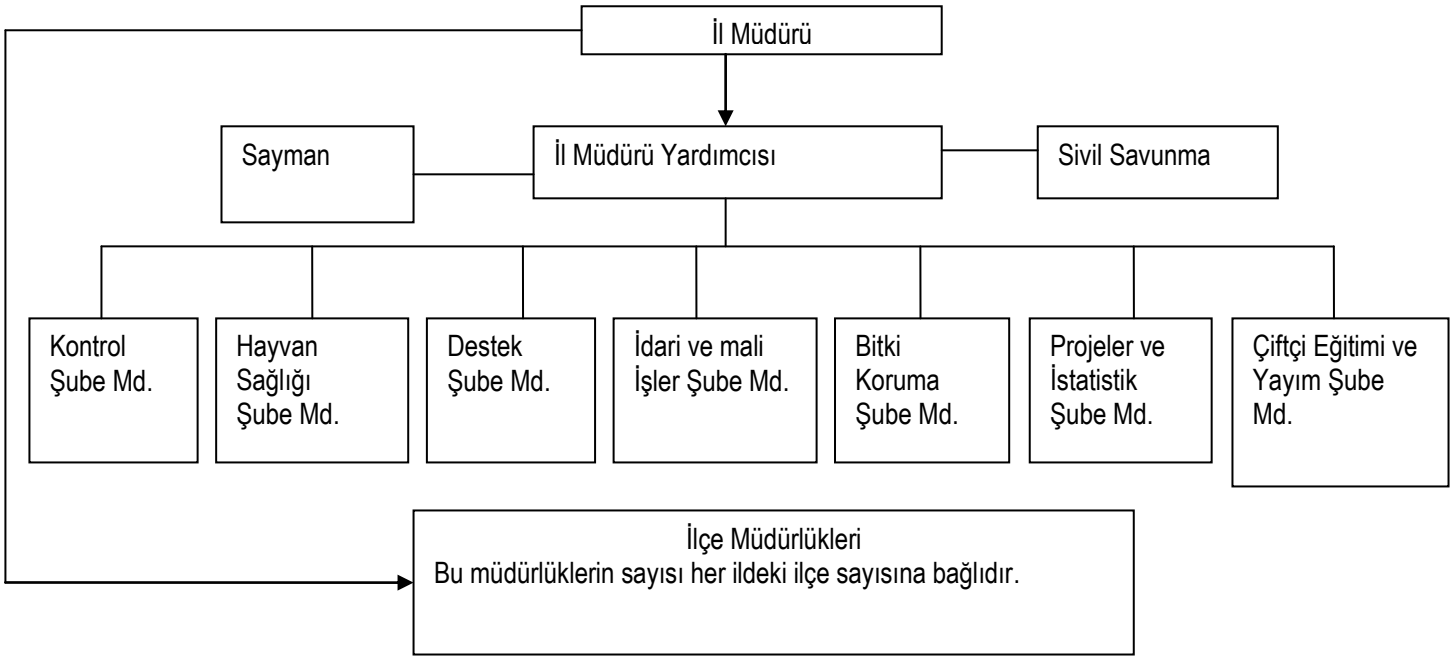 İl Müdürü
Sayman
İl Müdürü Yardımcısı
Sivil Savunma
Kontrol
Şube Md.
Hayvan
Sağlığı
Şube Md.
Destek
Şube Md.
İdari ve mali
İşler Şube Md.
Bitki
Koruma
Şube Md.
Projeler ve
İstatistik
Şube Md.
Çiftçi Eğitimi ve
Yayım Şube
Md.
İlçe Müdürlükleri
Bu müdürlüklerin sayısı her ildeki ilçe sayısına bağlıdır.